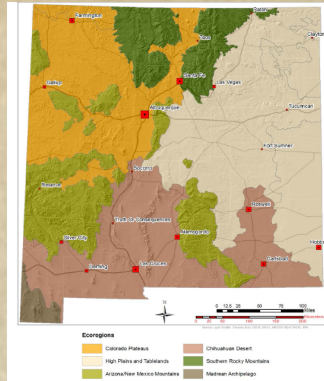 Raton
Farmington
Clayton
Taos
Santa Fe
Gallup
Las Vegas
Albuquerque
Tucumcari
Fort Sumner
Socorro
Reserve
Truth or Consequences
Roswell
Silver City
Alamogordo
Hobbs
Deming
Las Cruces
Carlsbad
0 12.5 25 50 75 100
Miles
Ecoregions
Colorado Plateaus
Chihuahuan Desert
High Plains and Tablelands
Southern Rocky Mountains
Arizona/New Mexico Mountains
Madrean Archipelago